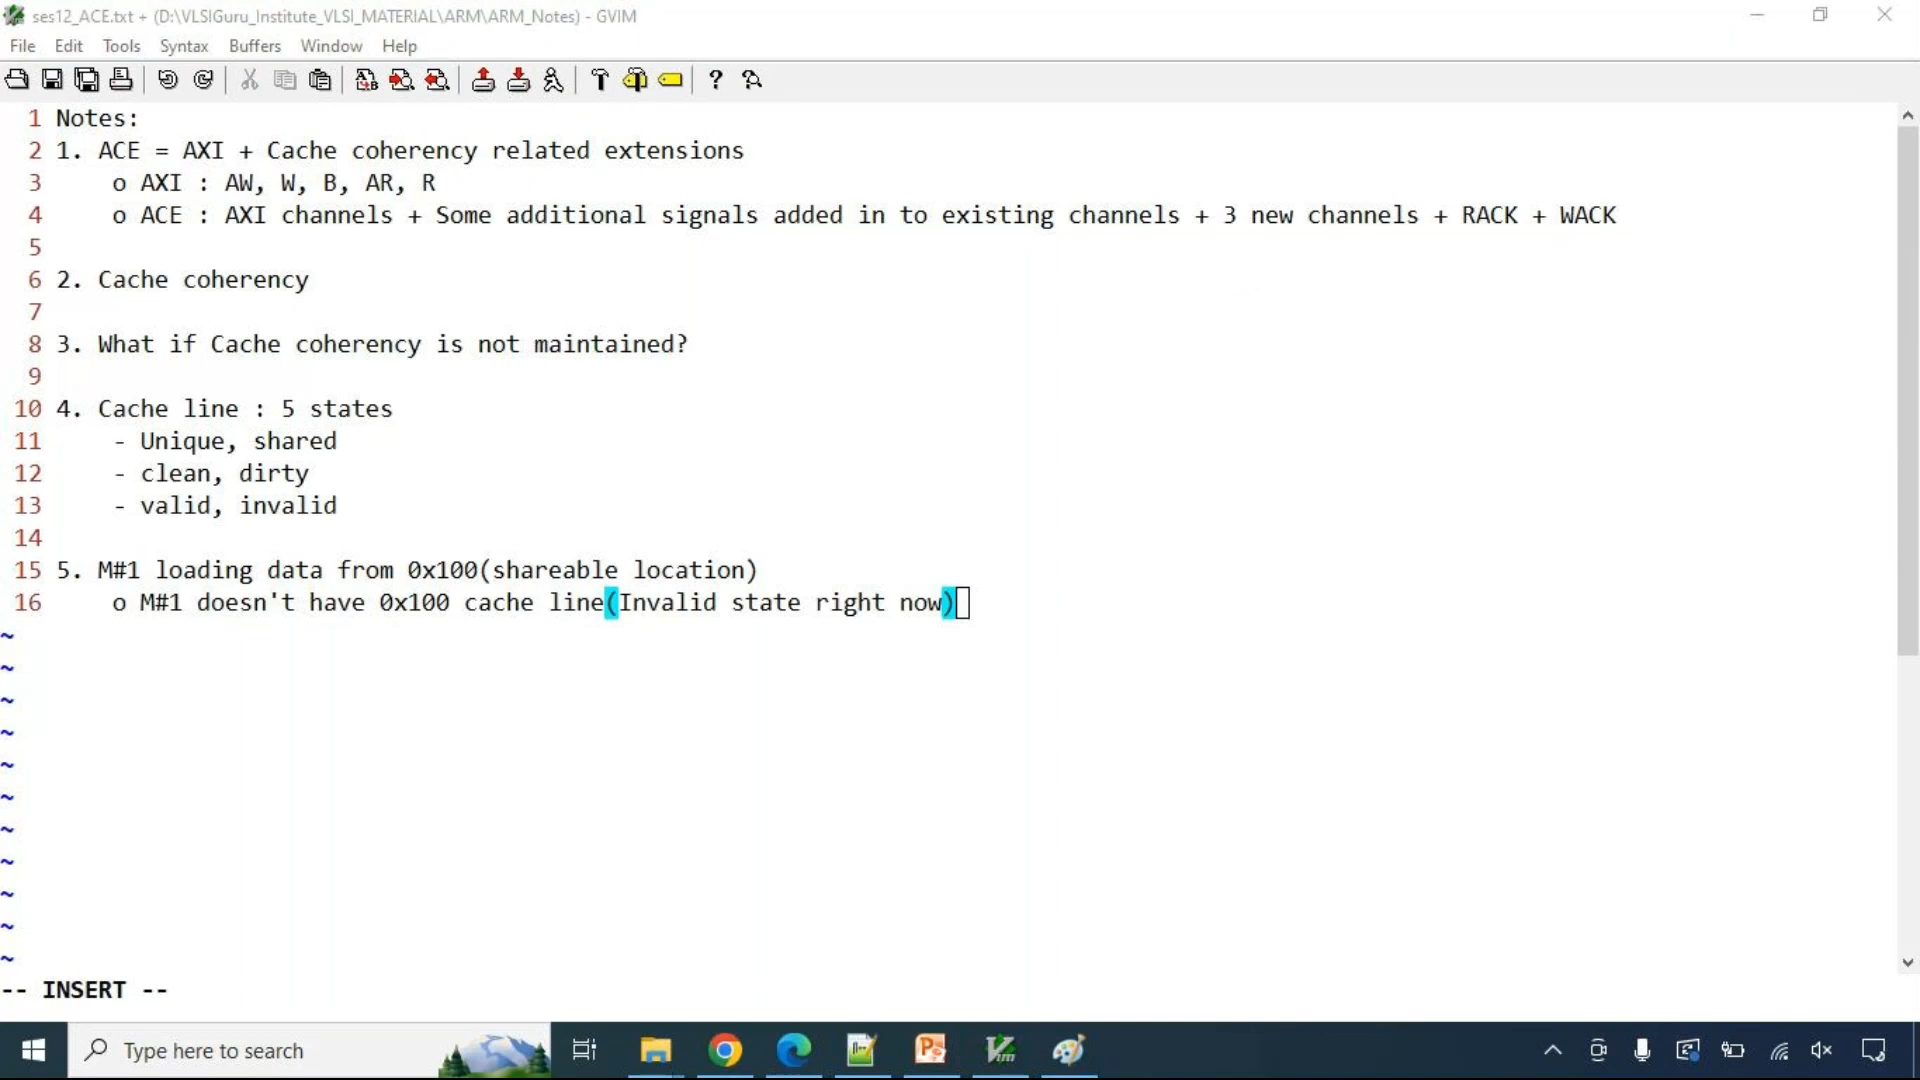 ses12_ACE.txt + (D:\VLSIGuru_Institute_VLSI_MATERIAL\ARM\ARM_Notes) - GVIM
File Edit Tools Syntax Buffers Window Help
1 Notes:
2 1. ACE = AXI + Cache coherency related extensions
3 o AXI : AW, W, B, AR, R
4 o ACE : AXI channels + Some additional signals added in to existing channels + 3 new channels + RACK + WACK
5
6 2. Cache coherency
7
8 3. What if Cache coherency is not maintained?
9
10 4. Cache line : 5 states
11 - Unique, shared
12 - clean, dirty
13 - valid, invalid
14
15 5. M#1 loading data from 0x100(shareable location)
16 o M#1 doesn't have 0x100 cache line(Invalid state right now)
~
~
~
~
~
~
~
~
~
~
~
-- INSERT --
Type here to search